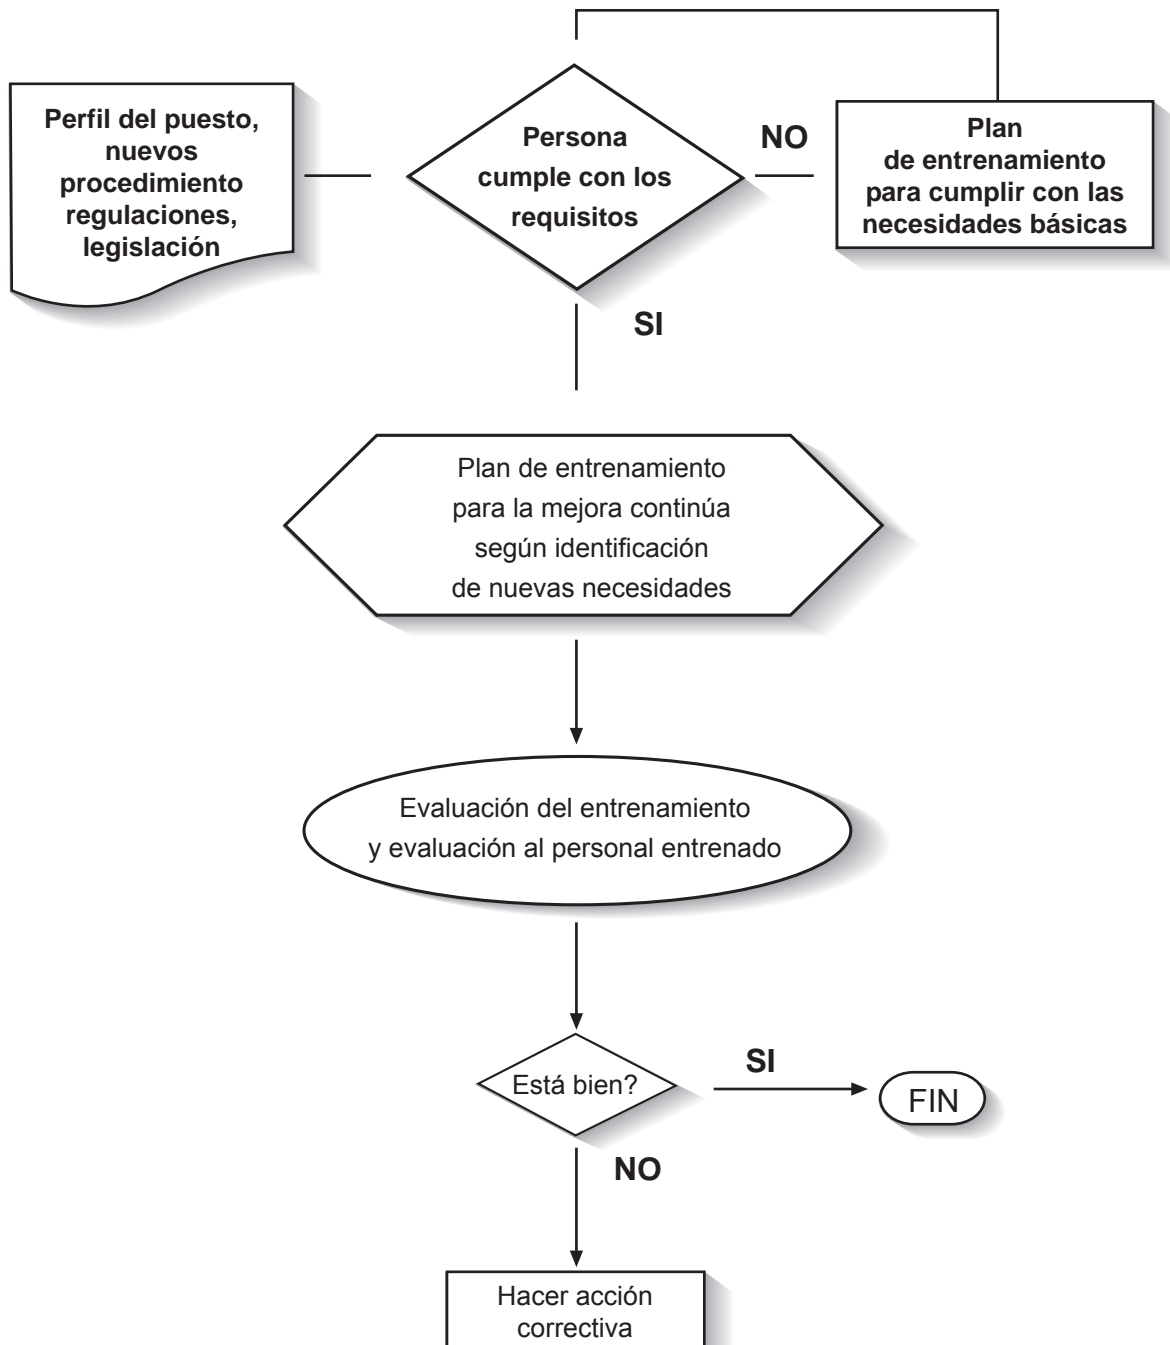 Perfil del puesto,
nuevos
procedimiento
regulaciones,
legislación
Persona
cumple con los
requisitos
NO
Plan
de entrenamiento
para cumplir con las
necesidades básicas
SI
Plan de entrenamiento
para la mejora continúa
según identificación
de nuevas necesidades
Evaluación del entrenamiento
y evaluación al personal entrenado
Está bien?
SI
FIN
NO
Hacer acción
correctiva